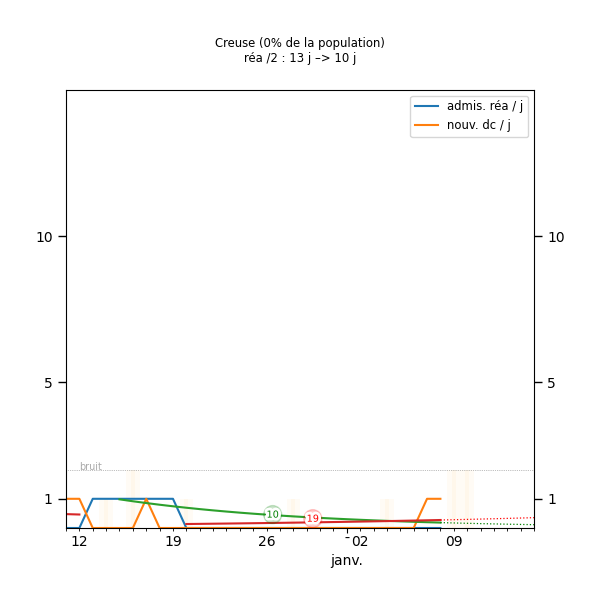 Creuse (0% de la population)
réa /2 : 13 j –> 10 j
admis. réa / j
nouv. dc / j
10
10
5
5
bruit
1
1
10
19
12
19
26
02
09
janv.